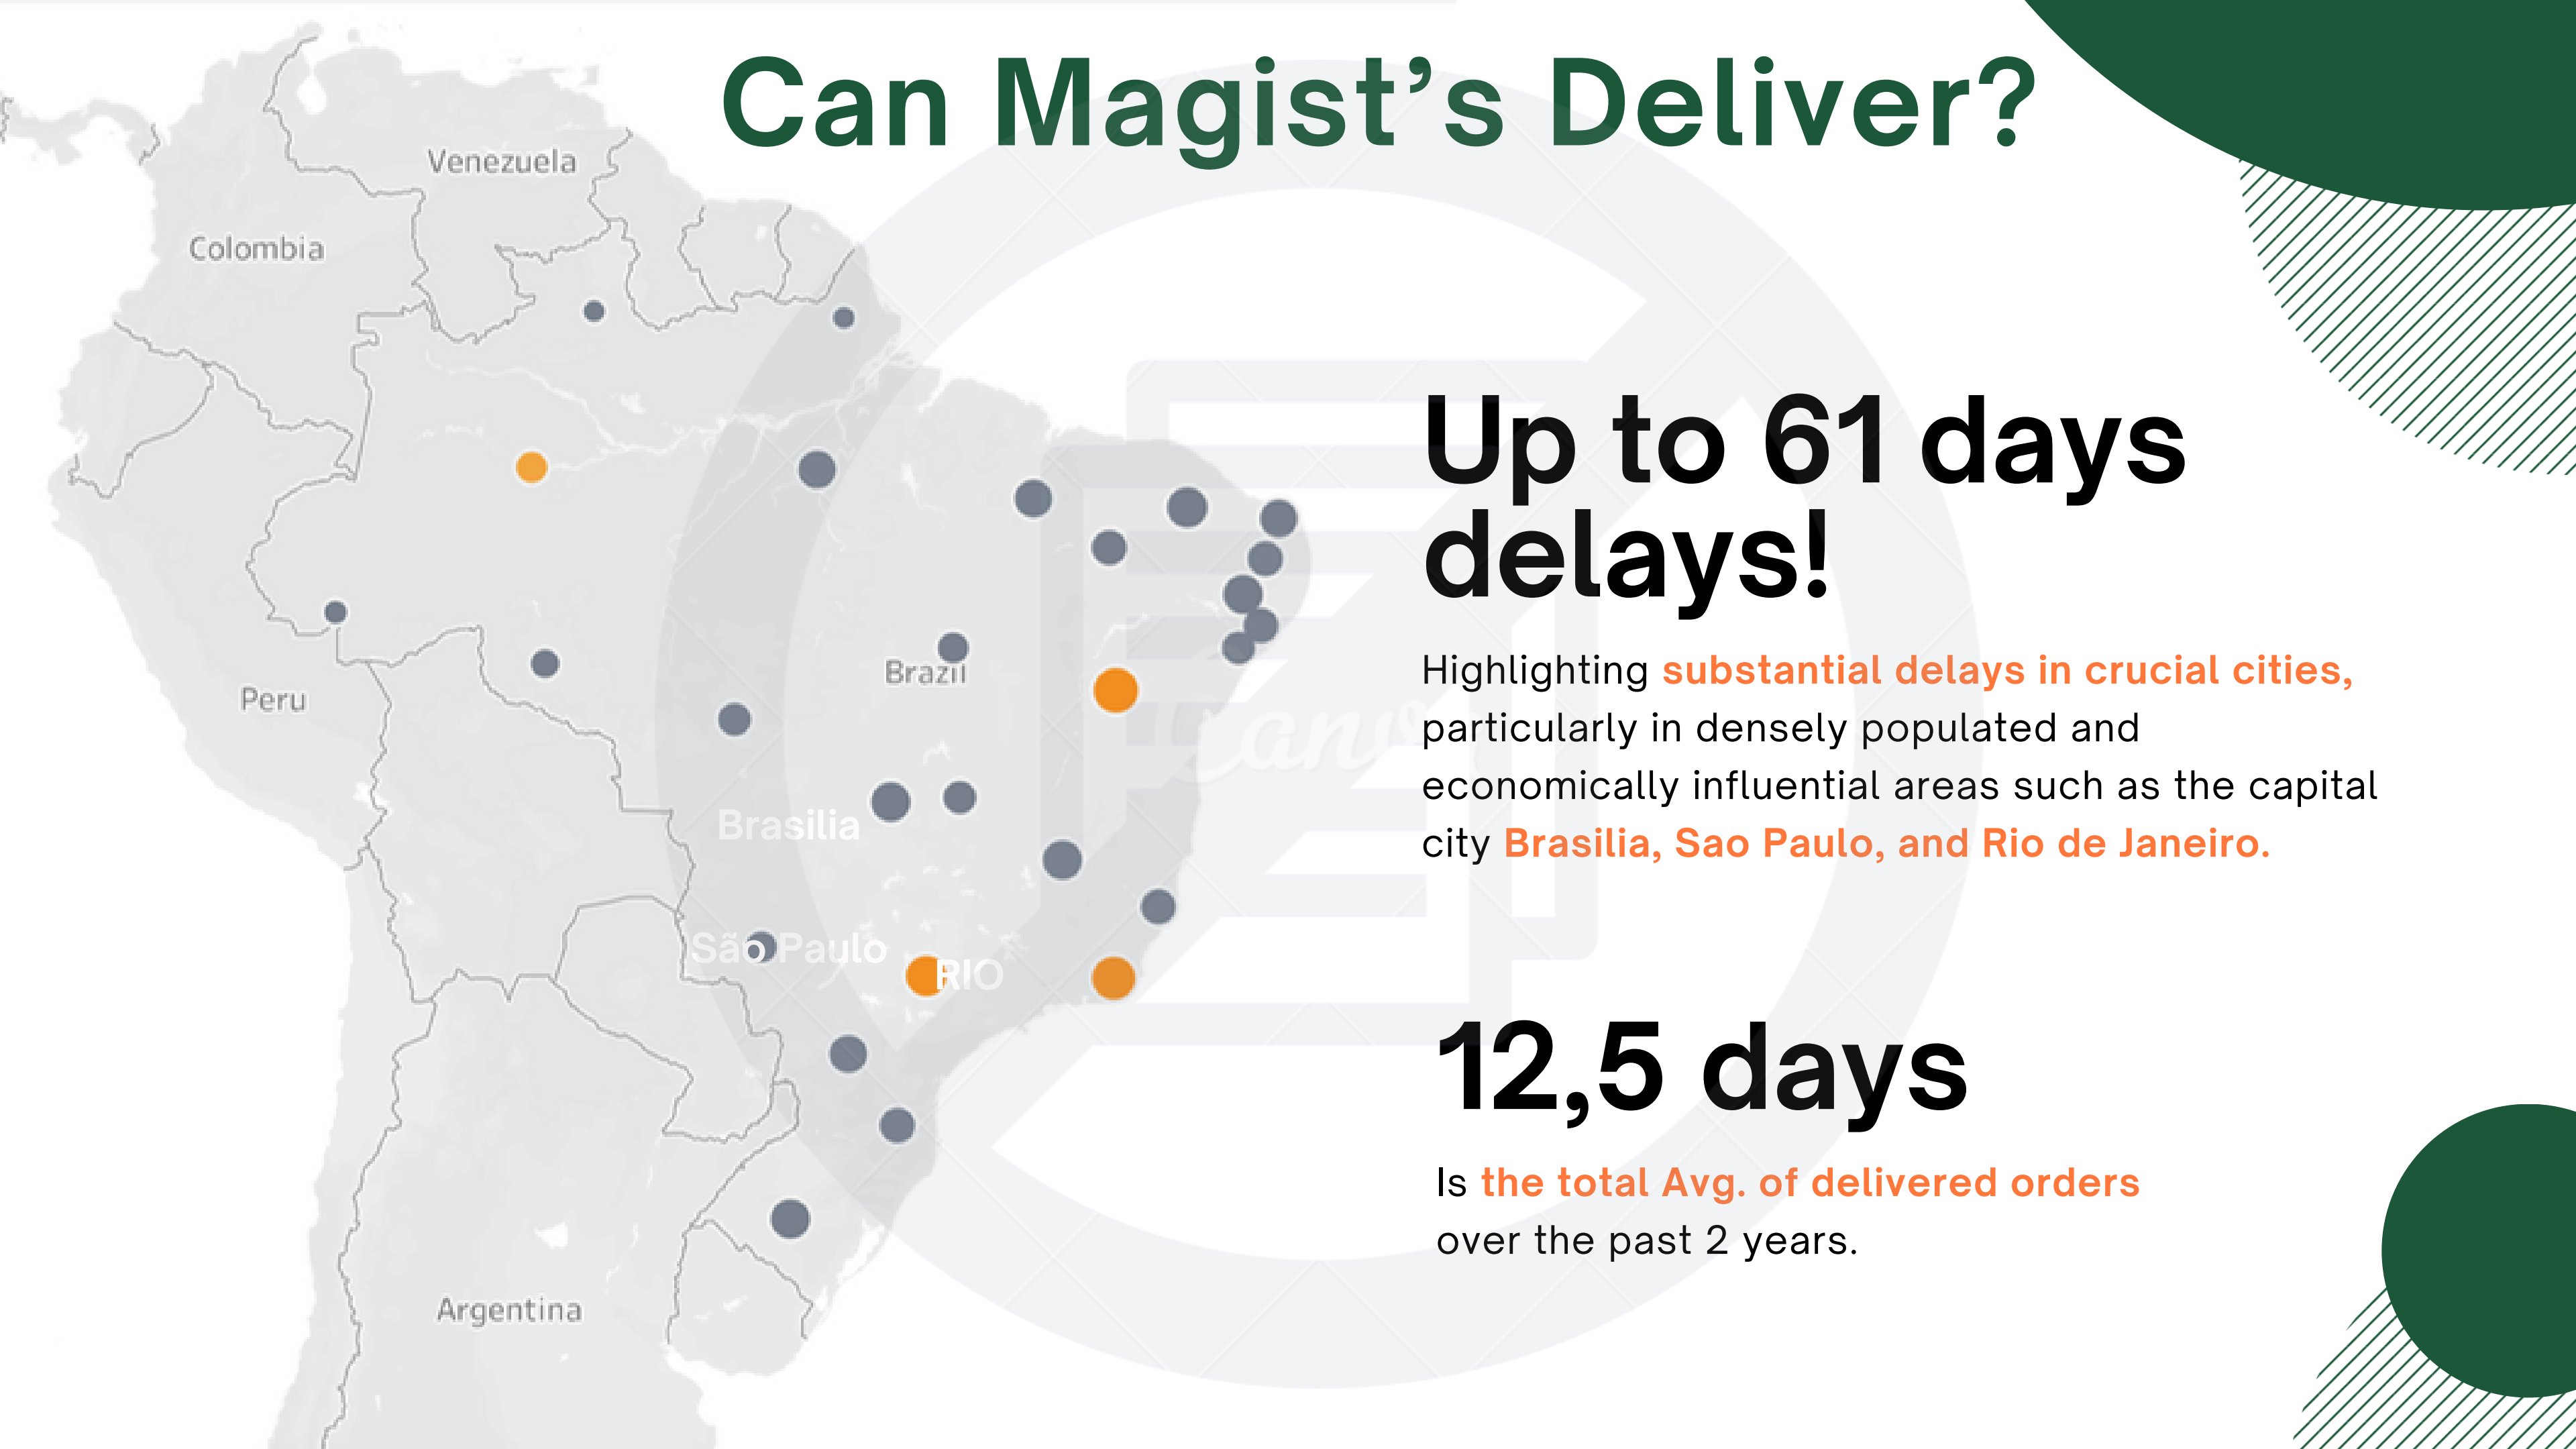 Can Magist’s Deliver?
Venezuela
Colombia
Brazil
Peru
Brasilia
São Paulo
RIO
Argentina
Up to 61 days
delays!
Highlighting substantial delays in crucial cities,
particularly in densely populated and
economically influential areas such as the capital
city Brasilia, Sao Paulo, and Rio de Janeiro.
12,5 days
Is the total Avg. of delivered orders
over the past 2 years.
Canva